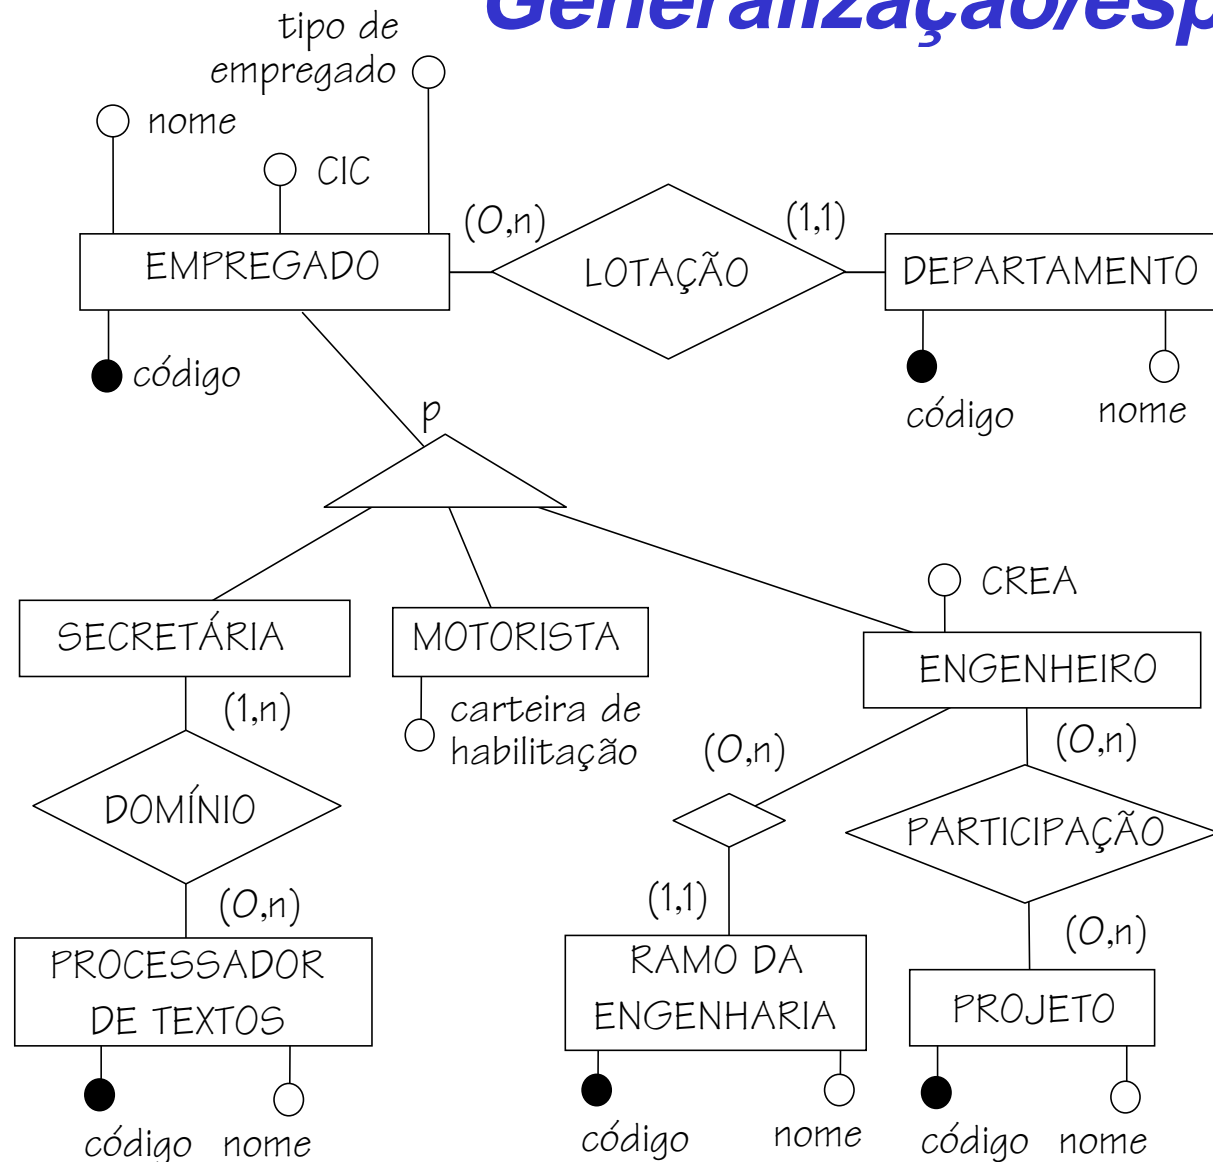 Generalização/esp
tipo de
empregado
nome
CIC
(0,n)
(1,1)
EMPREGADO
LOTAÇÃO
DEPARTAMENTO
código
código
nome
p
CREA
SECRETÁRIA
MOTORISTA
ENGENHEIRO
(1,n)
carteira de
habilitação
(0,n)
(0,n)
DOMÍNIO
PARTICIPAÇÃO
(0,n)
(1,1)
(0,n)
PROCESSADOR
DE TEXTOS
RAMO DA
ENGENHARIA
PROJETO
código
nome
código
nome
código
nome